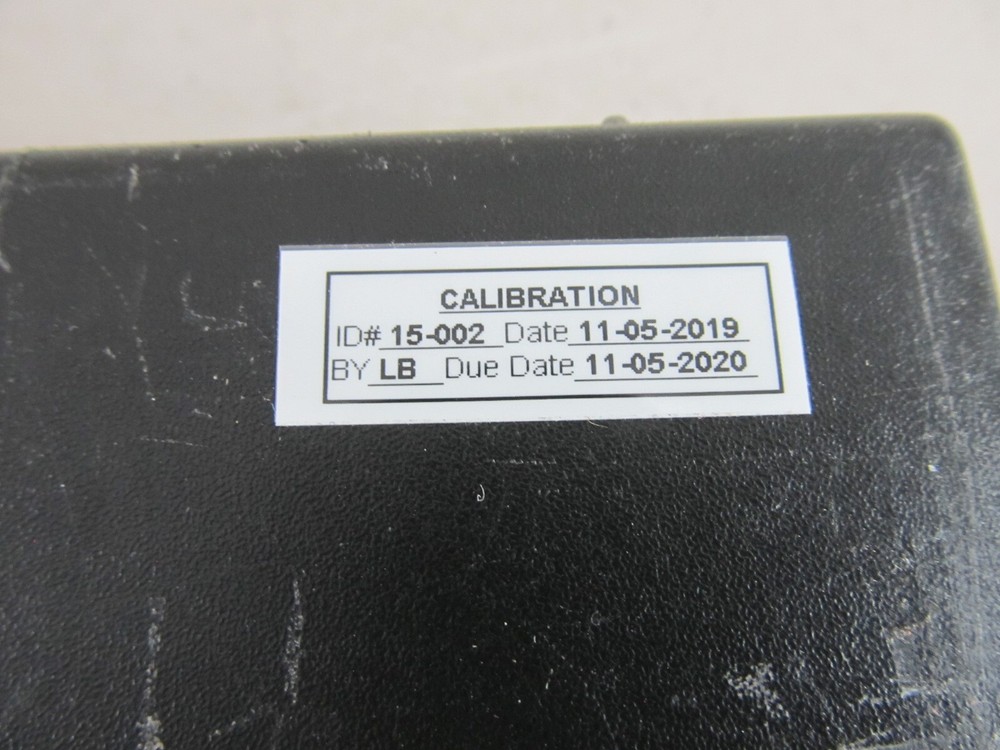 CALIBRATION
ID# 15-002 Date 11-05-2019
BY LB Due Date 11-05-2020